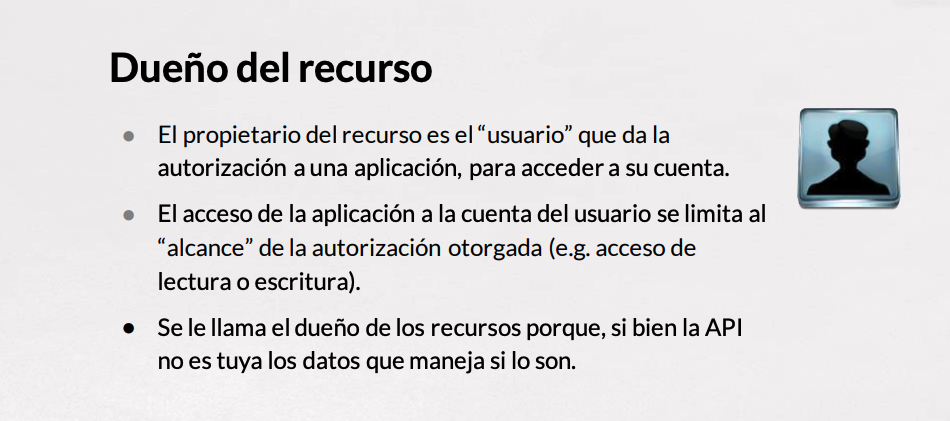 Dueño del recurso
● El propietario del recurso es el “usuario” que da la
autorización a una aplicación, para acceder a su cuenta.
● El acceso de la aplicación a la cuenta del usuario se limita al
“alcance” de la autorización otorgada (e.g. acceso de
lectura o escritura).
● Se le llama el dueño de los recursos porque, si bien la API
no es tuya los datos que maneja si lo son.